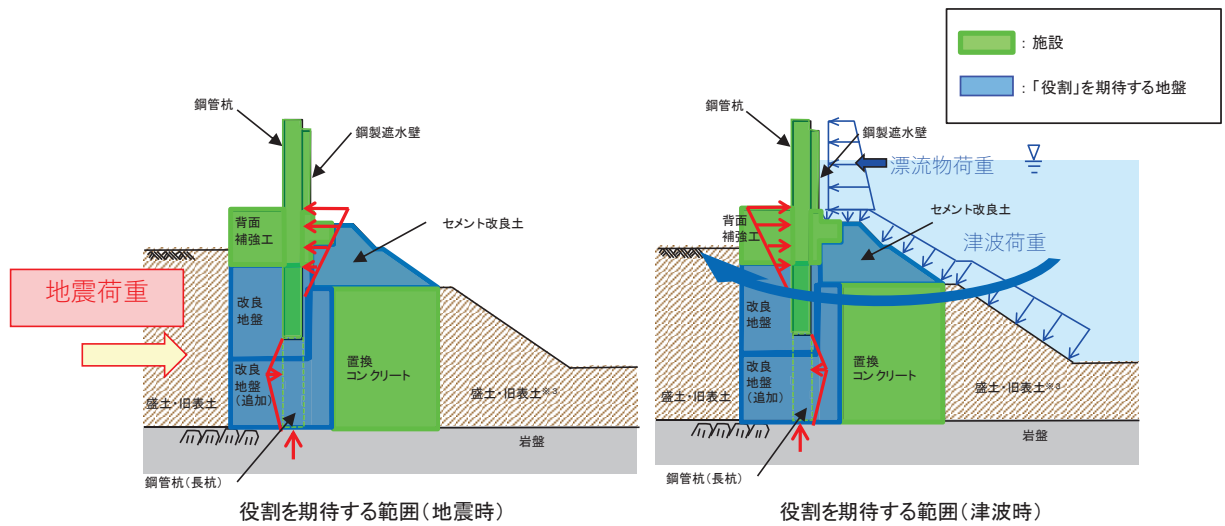 : 施設
: 「役割」を期待する地盤
鋼管杭
鋼製遮水壁
背面
補強工
セメント改良土
地震荷重
改良
地盤
改良
地盤
(追加)
置換
コンクリート
盛土・旧表土
盛土・旧表土※3
岩盤
鋼管杭(長杭)
役割を期待する範囲(地震時)
鋼管杭
鋼製遮水壁
漂流物荷重
背面
補強工
セメント改良土
津波荷重
改良
地盤
改良
地盤
(追加)
置換
コンクリート
盛土・旧表土
盛土・旧表土※3
岩盤
鋼管杭(長杭)
役割を期待する範囲(津波時)